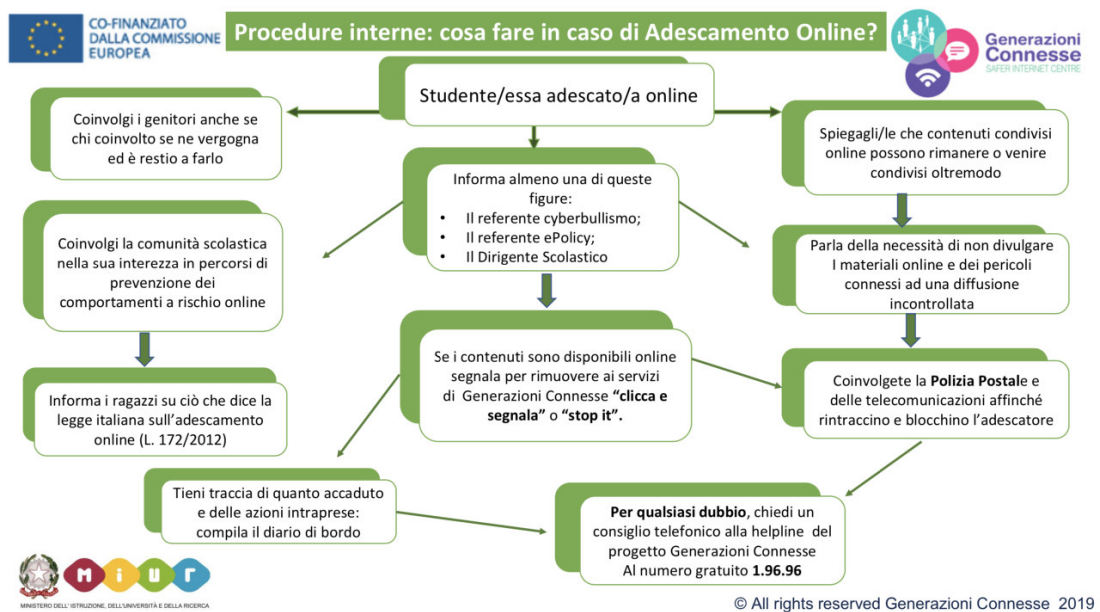 CO-FINANZIATO
DALLA COMMISSIONE
EUROPEA
Procedure interne: cosa fare in caso di Adescamento Online?
Generazioni
Connesse
SAFER INTERNET CENTRE
Studente/essa adescato/a online
Coinvolgi i genitori anche se
chi coinvolto se ne vergogna
ed è restio a farlo
Spiegagli/le che contenuti condivisi
online possono rimanere o venire
condivisi oltremodo
Informa almeno una di queste
figure:
• Il referente cyberbullismo;
• Il referente ePolicy;
• Il Dirigente Scolastico
Coinvolgi la comunità scolastica
nella sua interezza in percorsi di
prevenzione dei
comportamenti a rischio online
Parla della necessità di non divulgare
I materiali online e dei pericoli
connessi ad una diffusione
incontrollata
Se i contenuti sono disponibili online
segnala per rimuovere ai servizi
di Generazioni Connesse “clicca e
segnala” o “stop it”.
Informa i ragazzi su ciò che dice la
legge italiana sull’adescamento
online (L. 172/2012)
Coinvolgete la Polizia Postale e
delle telecomunicazioni affinché
rintraccino e blocchino l’adescatore
Tieni traccia di quanto accaduto
e delle azioni intraprese:
compila il diario di bordo
Per qualsiasi dubbio, chiedi un
consiglio telefonico alla helpline del
progetto Generazioni Connesse
Al numero gratuito 1.96.96
miur
MINISTERO DELL' ISTRUZIONE, DELL'UNIVERSITÀ E DELLA RICERCA
© All rights reserved Generazioni Connesse 2019